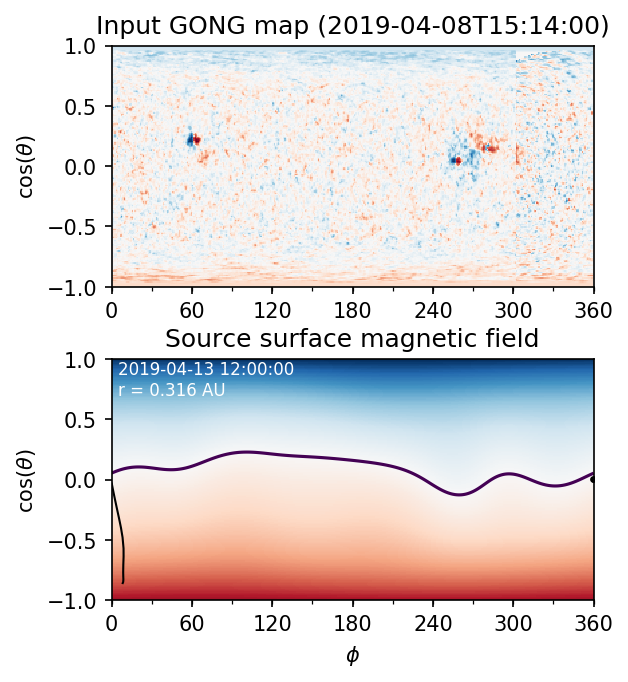 Input GONG map (2019-04-08T15:14:00)
1.0
0.5
0.0
−0.5
−1.0
cos(θ)
0 60 120 180 240 300 360
Source surface magnetic field
2019-04-13 12:00:00
r = 0.316 AU
1.0
0.5
0.0
−0.5
−1.0
cos(θ)
0 60 120 180 240 300 360
ϕ